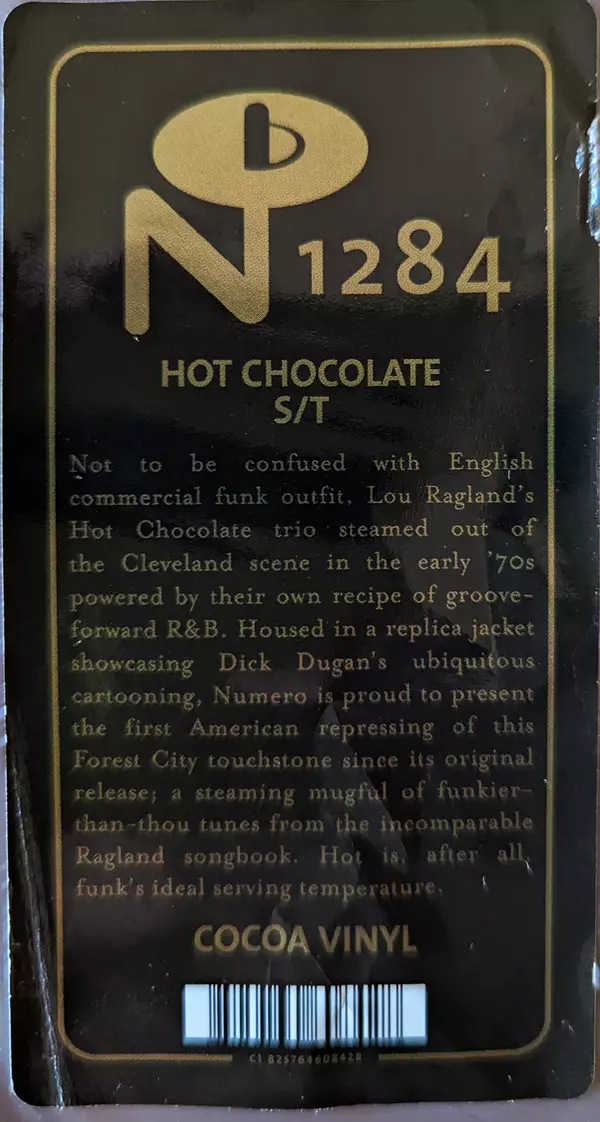 N 1284
HOT CHOCOLATE
S/T
Not to be confused with English
commercial funk outfit, Lou Ragland's
Hot Chocolate trio steamed out of
the Cleveland scene in the early '70s
powered by their own recipe of groove-
forward R&B. Housed in a replica jacket
showcasing Dick Dugan's ubiquitous
cartooning, Numero is proud to present
the first American repressing of this
Forest City touchstone since its original
release; a steaming mugful of funkier-
than-thou tunes from the incomparable
Ragland songbook. Hot is, after all,
funk's ideal serving temperature.
COCOA VINYL
C1 825764608428